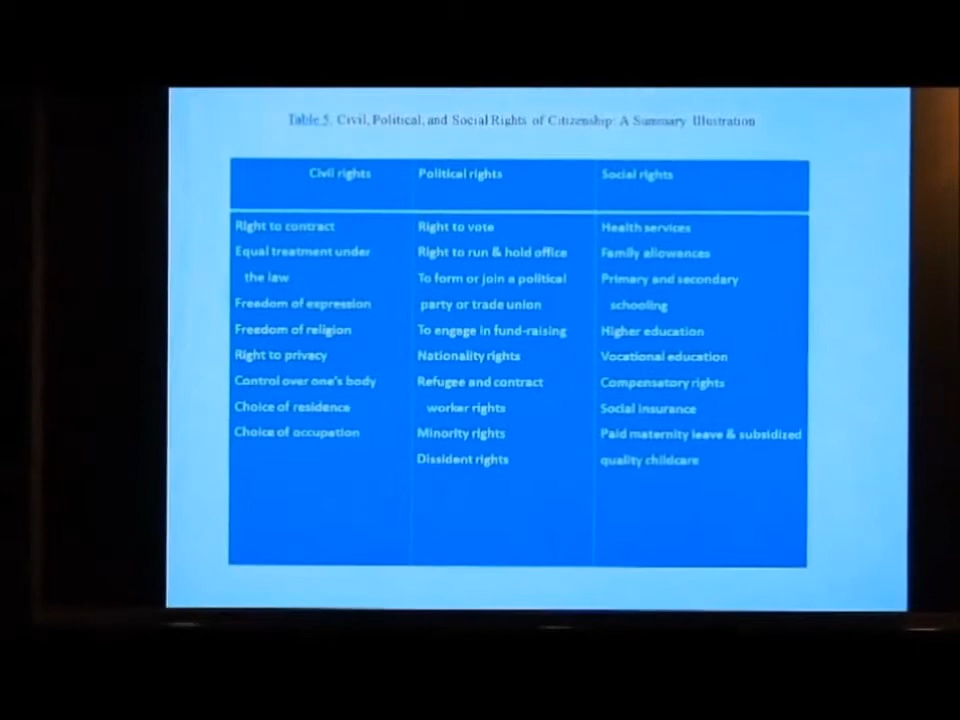 Table 5. Civil, Political, and Social Rights of Citizenship: A Summary Illustration
Civil rights
Political rights
Social rights
Right to contract
Equal treatment under
the law
Freedom of expression
Freedom of religion
Right to privacy
Control over one's body
Choice of residence
Choice of occupation
Right to vote
Right to run & hold office
To form or join a political
party or trade union
To engage in fund-raising
Nationality rights
Refugee and contract
worker rights
Minority rights
Dissident rights
Health services
Family allowances
Primary and secondary
schooling
Higher education
Vocational education
Compensatory rights
Social insurance
Paid maternity leave & subsidized
quality childcare